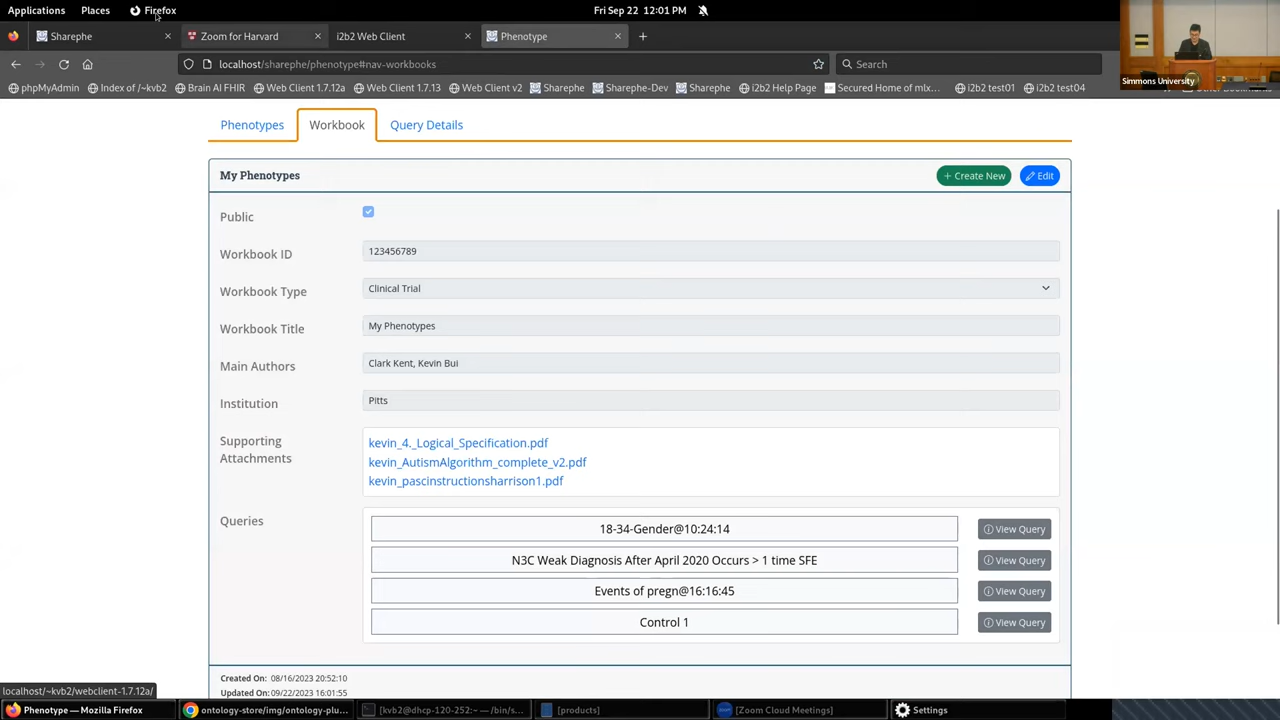 Applications Places Firefox Fri Sep 22 12:01 PM
Sharephe Zoom for Harvard i2b2 Web Client Phenotype
localhost/sharephe/phenotype#nav-workbooks Search
phpMyAdmin Index of /~kvb2 Brain AI FHIR Web Client 1.7.12a Web Client 1.7.13 Web Client v2 Sharephe Sharephe-Dev Sharephe i2b2 Help Page Secured Home of mlx... i2b2 test01 i2b2 test04
Simmons University
Phenotypes Workbook Query Details
My Phenotypes + Create New Edit
Public
Workbook ID 123456789
Workbook Type Clinical Trial
Workbook Title My Phenotypes
Main Authors Clark Kent, Kevin Bui
Institution Pitts
Supporting Attachments
kevin_4._Logical_Specification.pdf
kevin_AutismAlgorithm_complete_v2.pdf
kevin_pascinstructionsharrison1.pdf
Queries
18-34-Gender@10:24:14 View Query
N3C Weak Diagnosis After April 2020 Occurs > 1 time SFE View Query
Events of pregn@16:16:45 View Query
Control 1 View Query
Created On: 08/16/2023 20:52:10
Updated On: 09/22/2023 16:01:55
localhost/~kvb2/webclient-1.7.12a/
Phenotype — Mozilla Firefox ontology-store/img/ontology-plu... [kvb2@dhcp-120-252:~ — /bin/s... [products] [Zoom Cloud Meetings] Settings